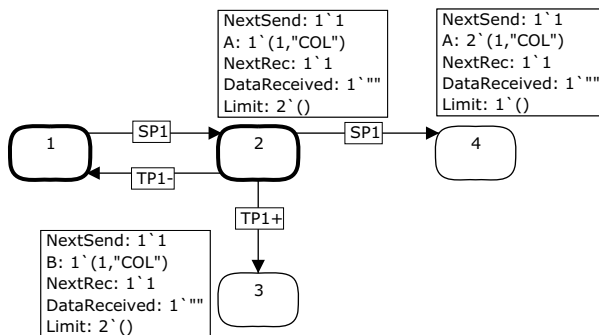 NextSend: 1`1
A: 1`(1,"COL")
NextRec: 1`1
DataReceived: 1`""
Limit: 2`()
NextSend: 1`1
A: 2`(1,"COL")
NextRec: 1`1
DataReceived: 1`""
Limit: 1`()
1
SP1
2
SP1
4
TP1-
TP1+
NextSend: 1`1
B: 1`(1,"COL")
NextRec: 1`1
DataReceived: 1`""
Limit: 2`()
3